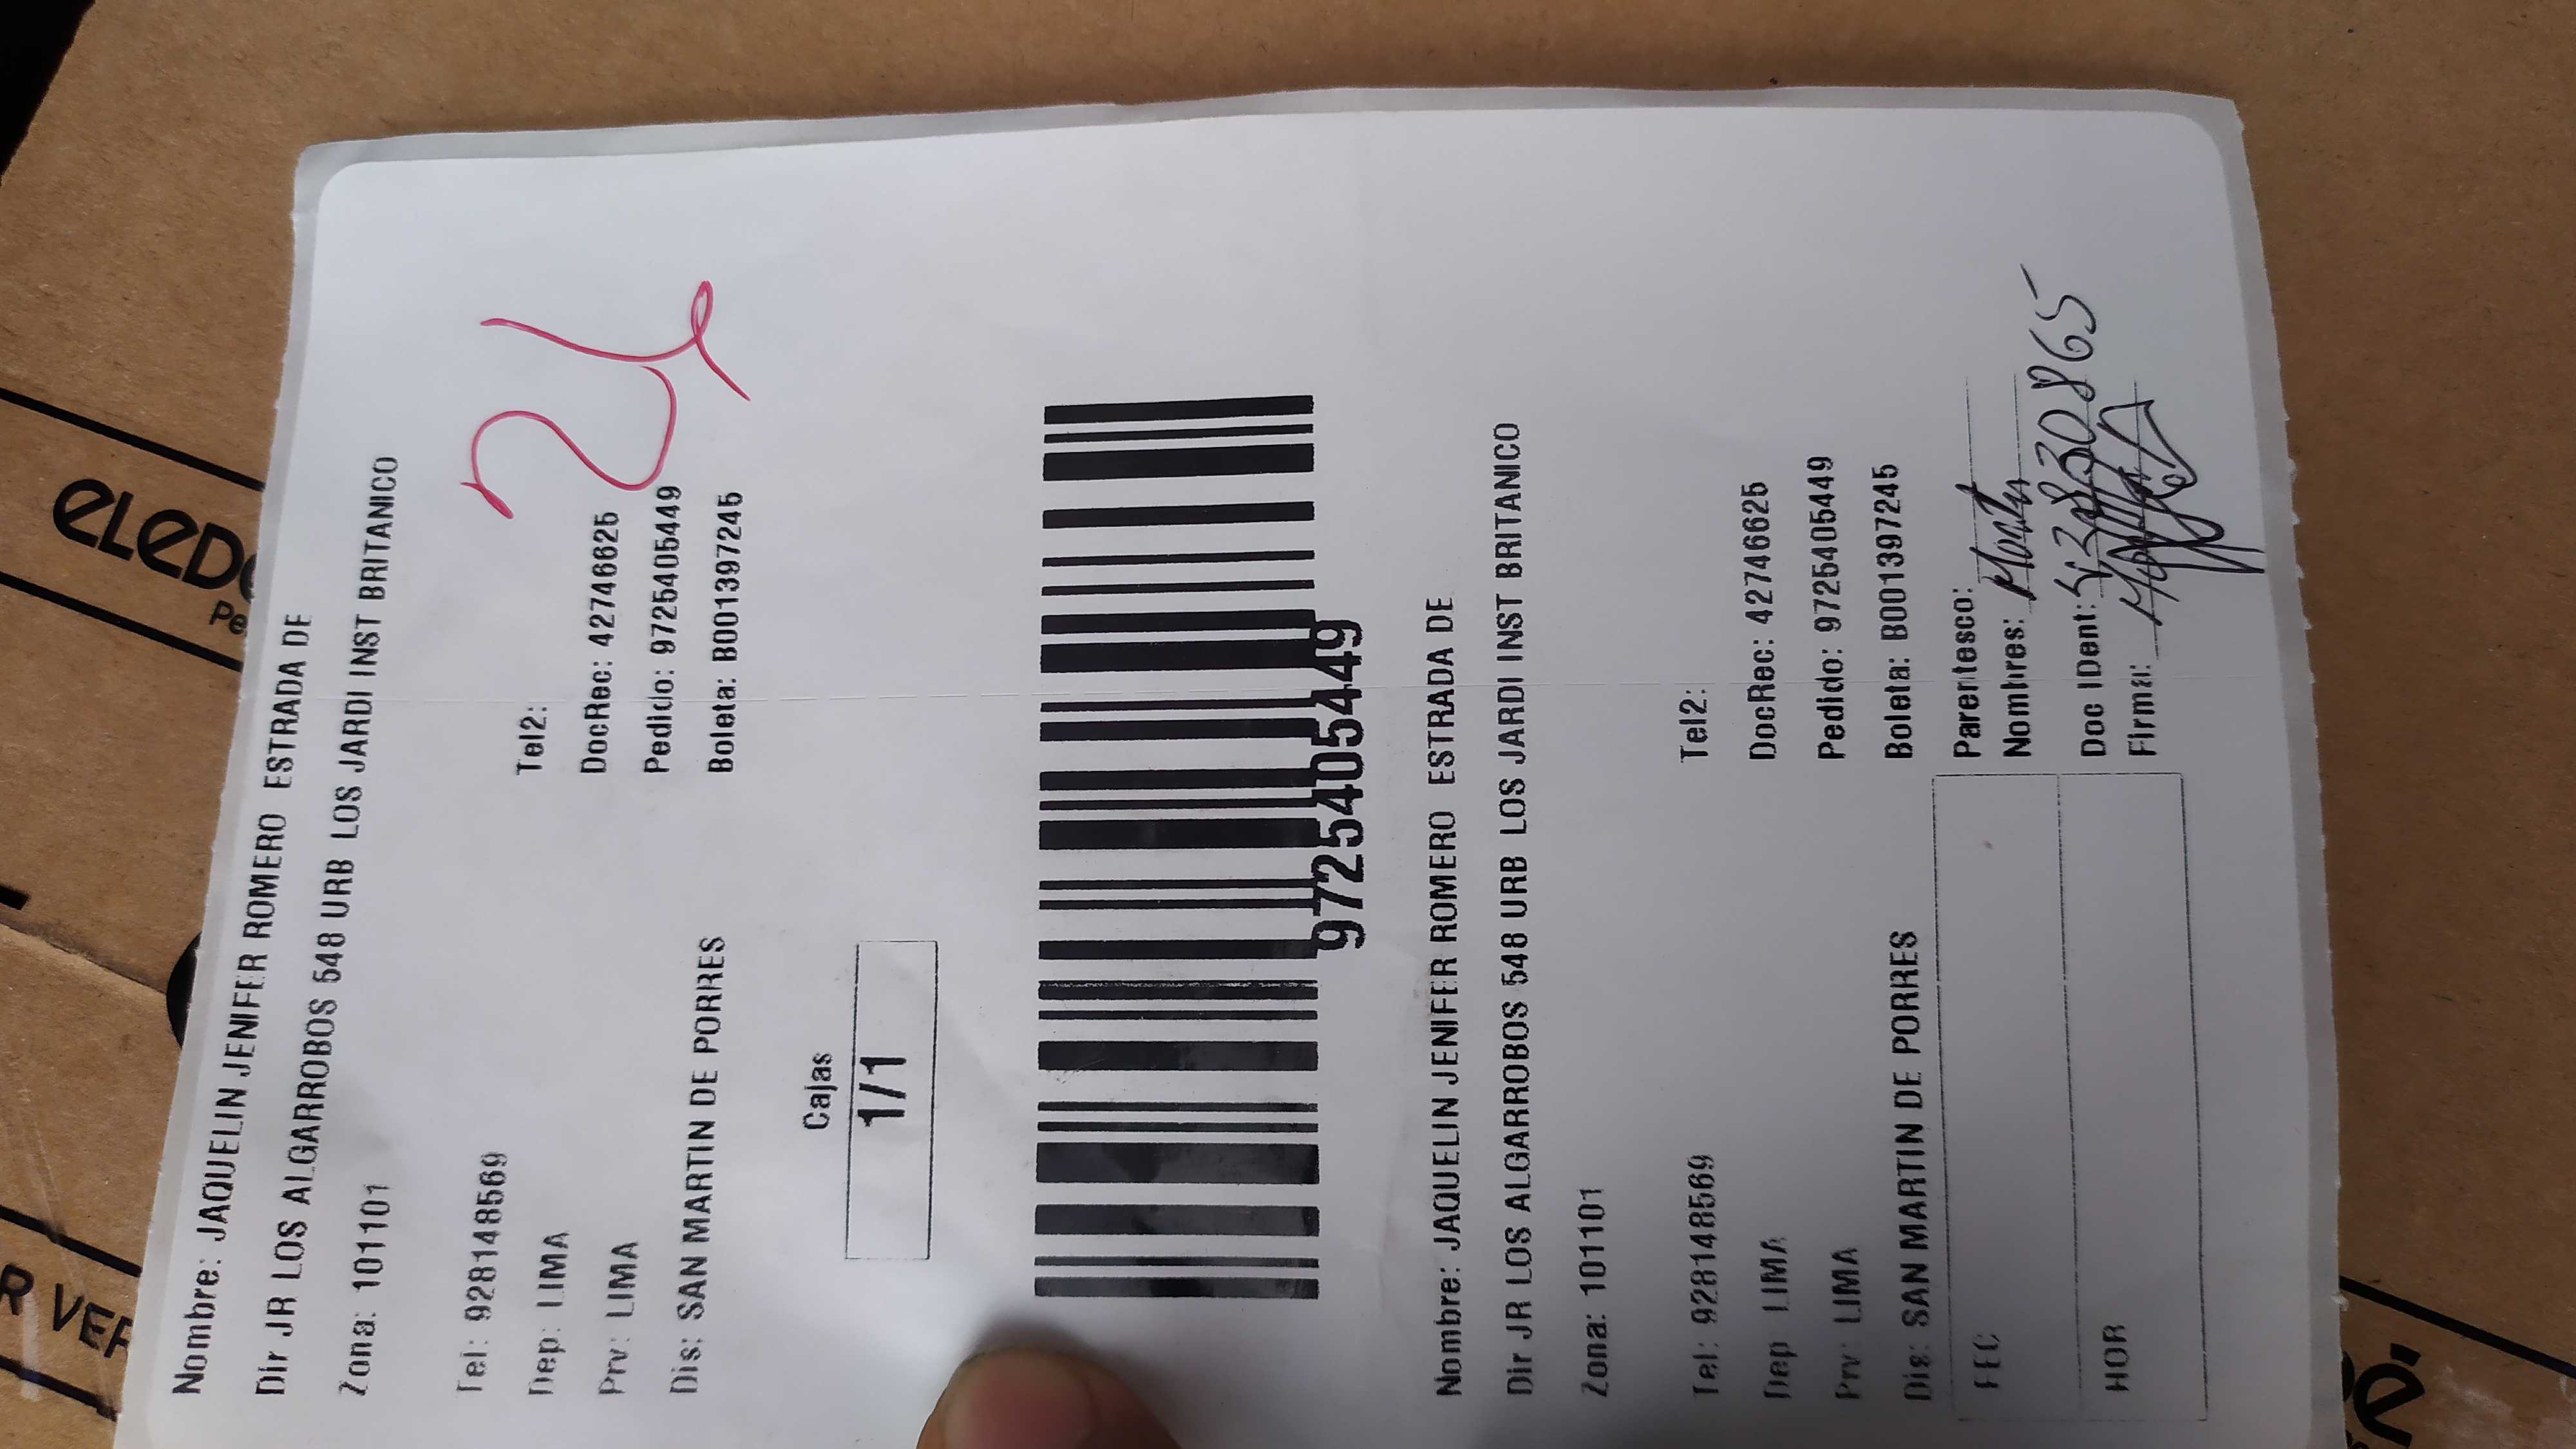 Nombre: JAQUELIN JENIFER ROMERO ESTRADA DE
Dir JR LOS ALGARROBOS 548 URB LOS JARDI INST BRITANICO
Zona: 101101
24
Tel: 928148569 Tel2:
Dep: LIMA DocRec: 42746625
Prv: LIMA Pedido: 9725405449
Dis: SAN MARTIN DE PORRES Boleta: B001397245
Cajas
1/1
9725405449
Nombre: JAQUELIN JENIFER ROMERO ESTRADA DE
Dir JR LOS ALGARROBOS 548 URB LOS JARDI INST BRITANICO
Zona: 101101
Tel: 928148569 Tel2:
Dep LIMA DocRec: 42746625
Prv: LIMA Pedido: 9725405449
Dis: SAN MARTIN DE PORRES Boleta: B001397245
FEC Parentesco:
Nombres:
HOR Doc IDent:
Firma: